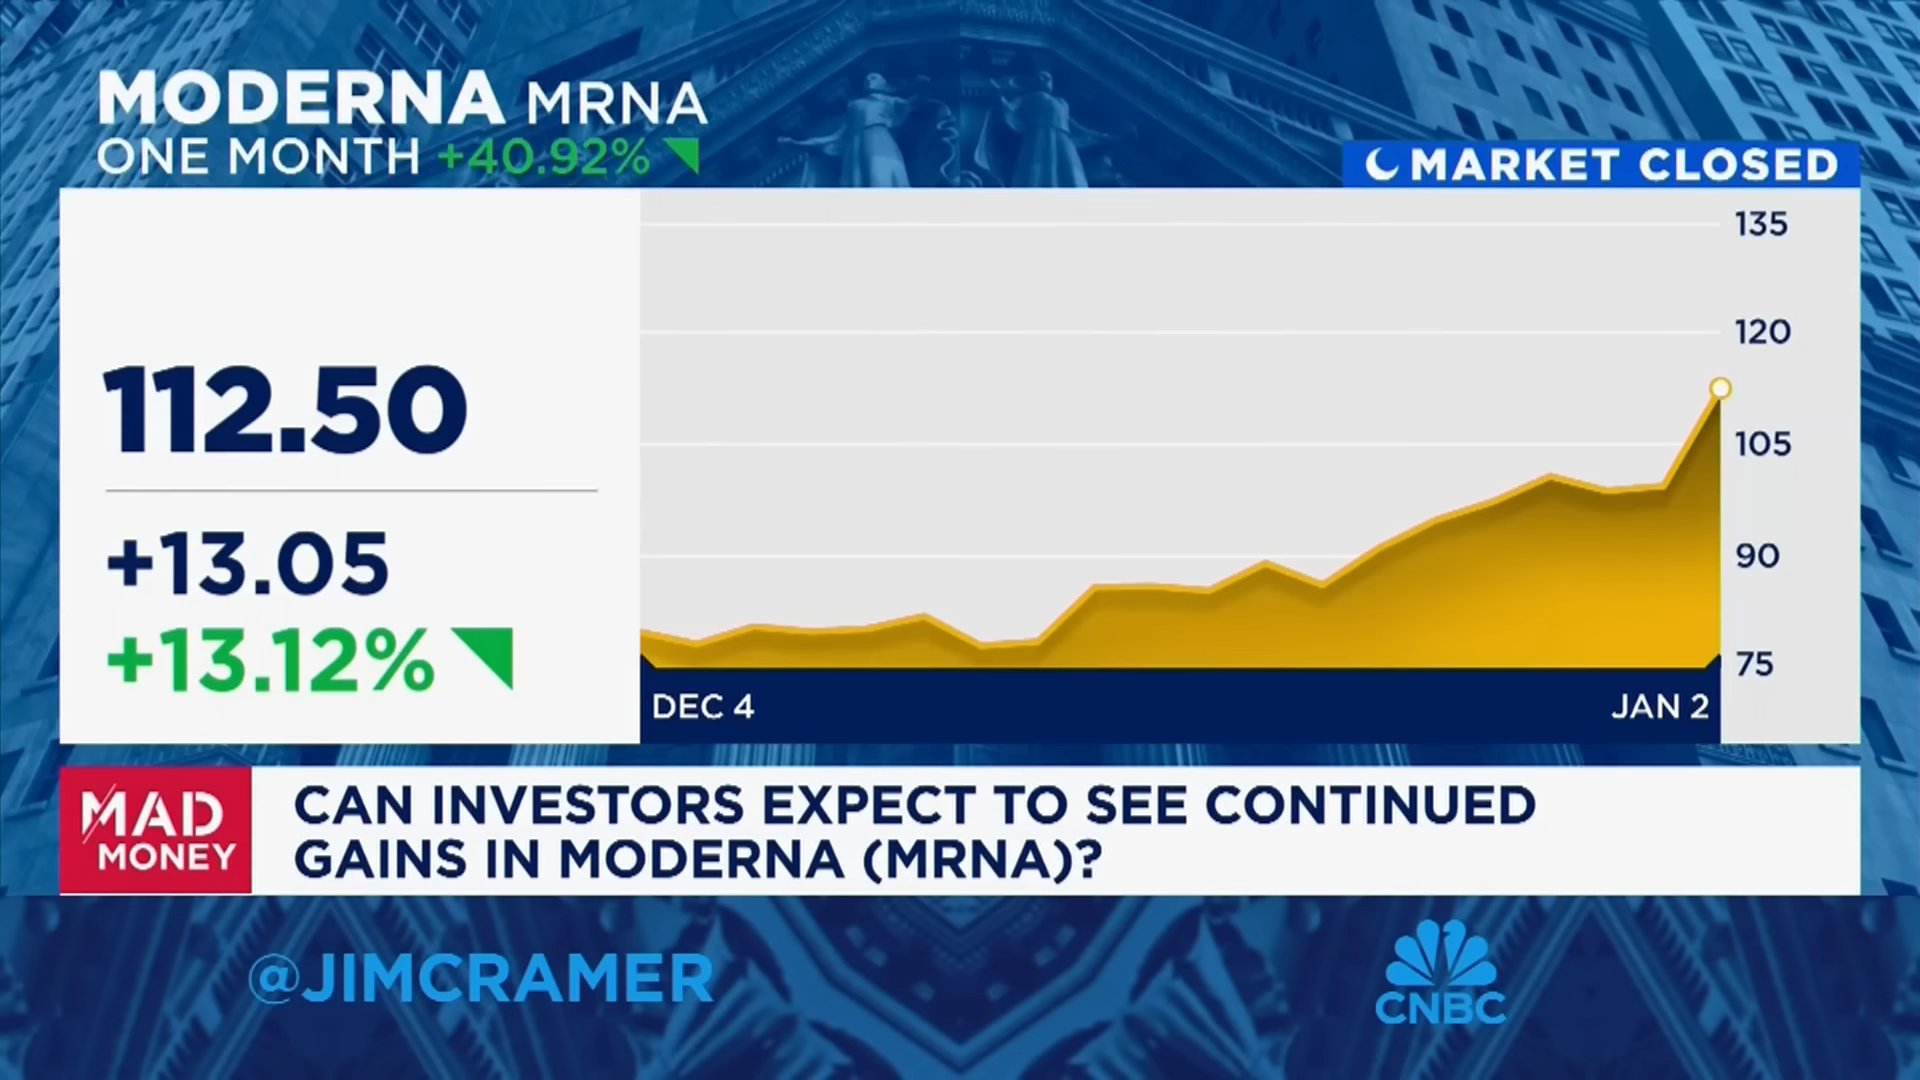 MODERNA MRNA
ONE MONTH +40.92%
MARKET CLOSED
112.50
+13.05
+13.12%
135
120
105
90
75
DEC 4
JAN 2
MAD
MONEY
CAN INVESTORS EXPECT TO SEE CONTINUED
GAINS IN MODERNA (MRNA)?
@JIMCRAMER
CNBC